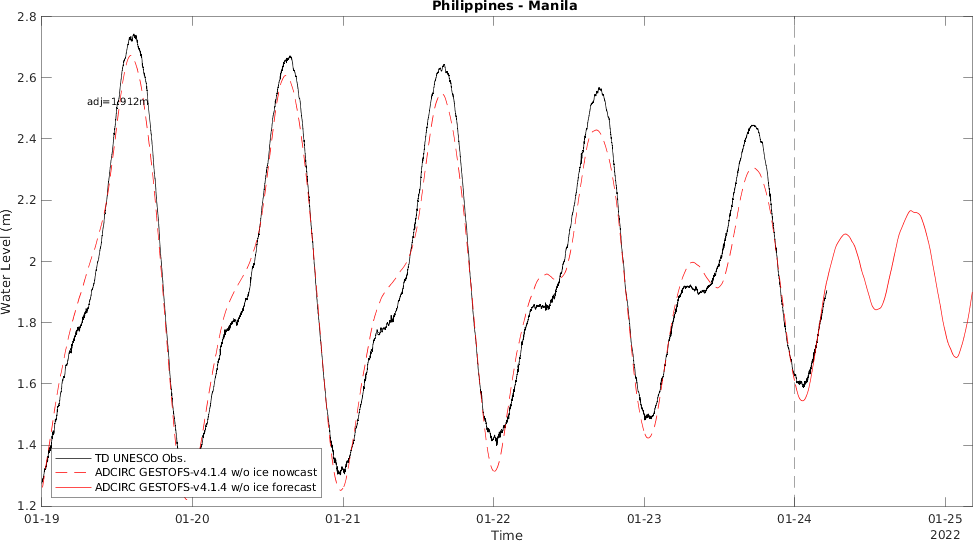 Philippines - Manila
2.8
2.6
adj=1.912m
2.4
2.2
2
1.8
1.6
1.4
1.2
Water Level (m)
TD UNESCO Obs.
ADCIRC GESTOFS-v4.1.4 w/o ice nowcast
ADCIRC GESTOFS-v4.1.4 w/o ice forecast
01-19 01-20 01-21 01-22 01-23 01-24 01-25
Time
2022